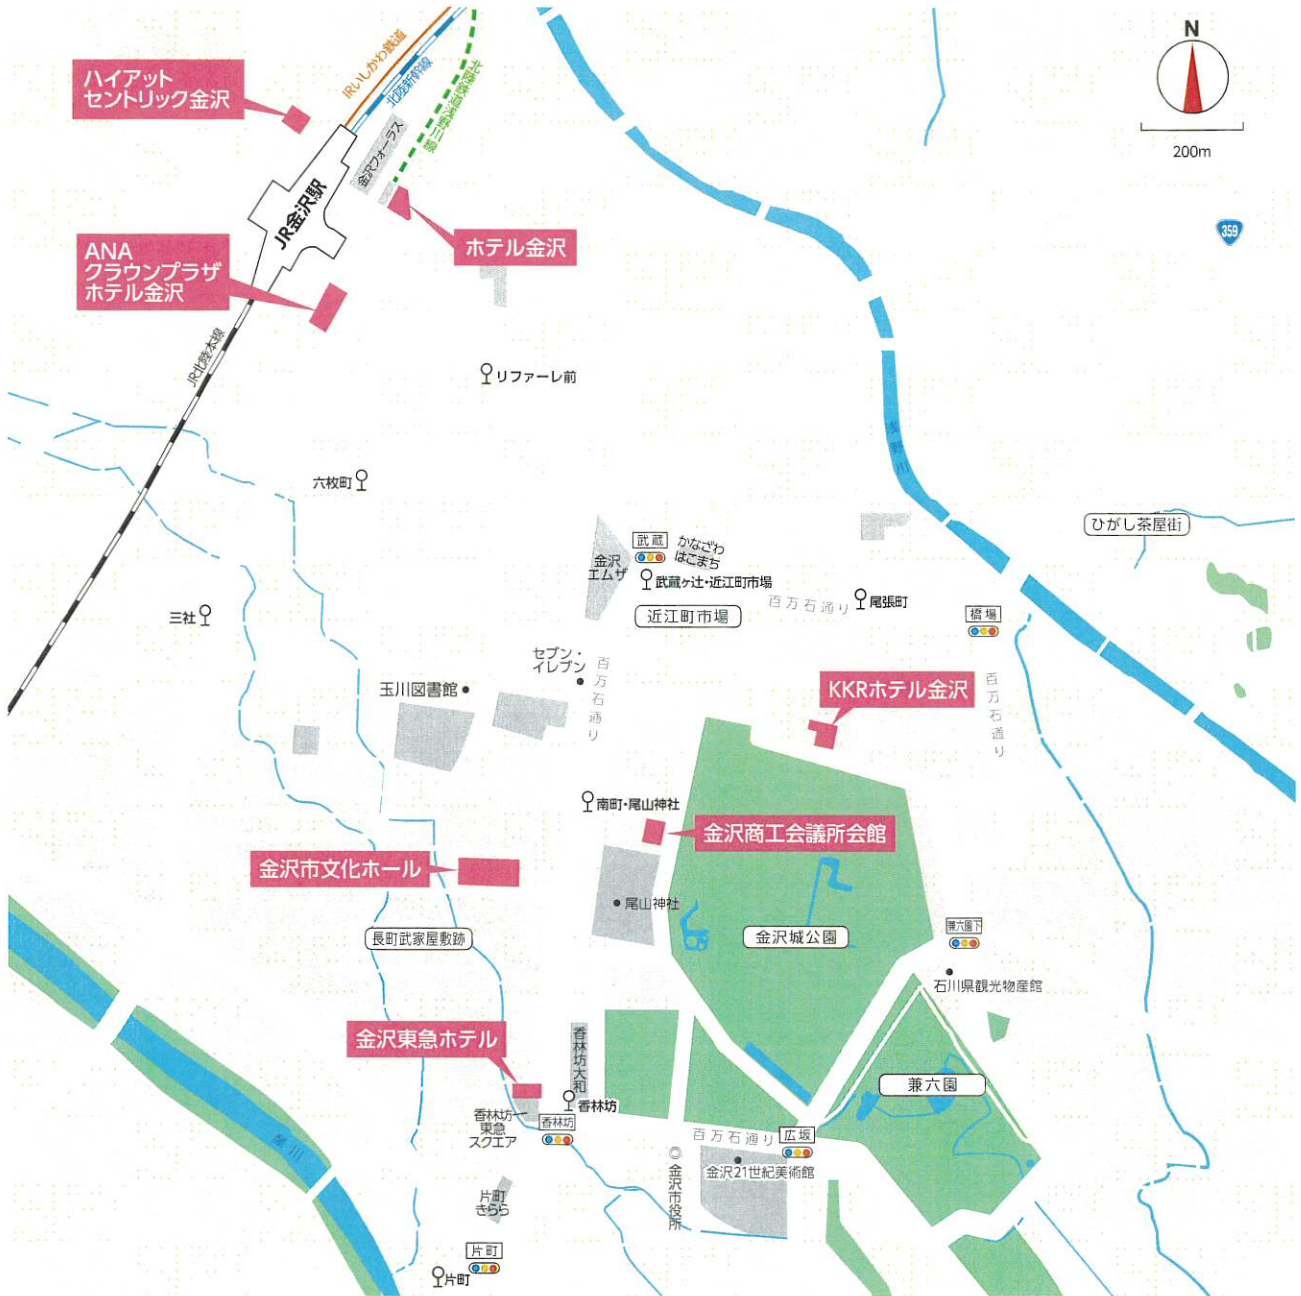 ハイアット
セントリック金沢
IRいしかわ鉄道
北陸新幹線
北陸鉄道浅野川線
金沢フォーラス
N
200m
359
JR金沢駅
ANA
クラウンプラザ
ホテル金沢
ホテル金沢
JR北陸本線
リファーレ前
浅野川
六枚町
ひがし茶屋街
金沢
エムザ
武蔵
かなざわ
はこまち
武蔵ヶ辻・近江町市場
近江町市場
百万石通り
尾張町
橋場
三社
セブン・
イレブン
百万石通り
玉川図書館
KKRホテル金沢
百万石通り
南町・尾山神社
金沢商工会議所会館
金沢市文化ホール
尾山神社
長町武家屋敷跡
金沢城公園
兼六園下
石川県観光物産館
金沢東急ホテル
香林坊大和
兼六園
香林坊
香林坊
東急
スクエア
香林坊
百万石通り
広坂
犀川
◎金沢市役所
金沢21世紀美術館
片町
きらら
片町
片町